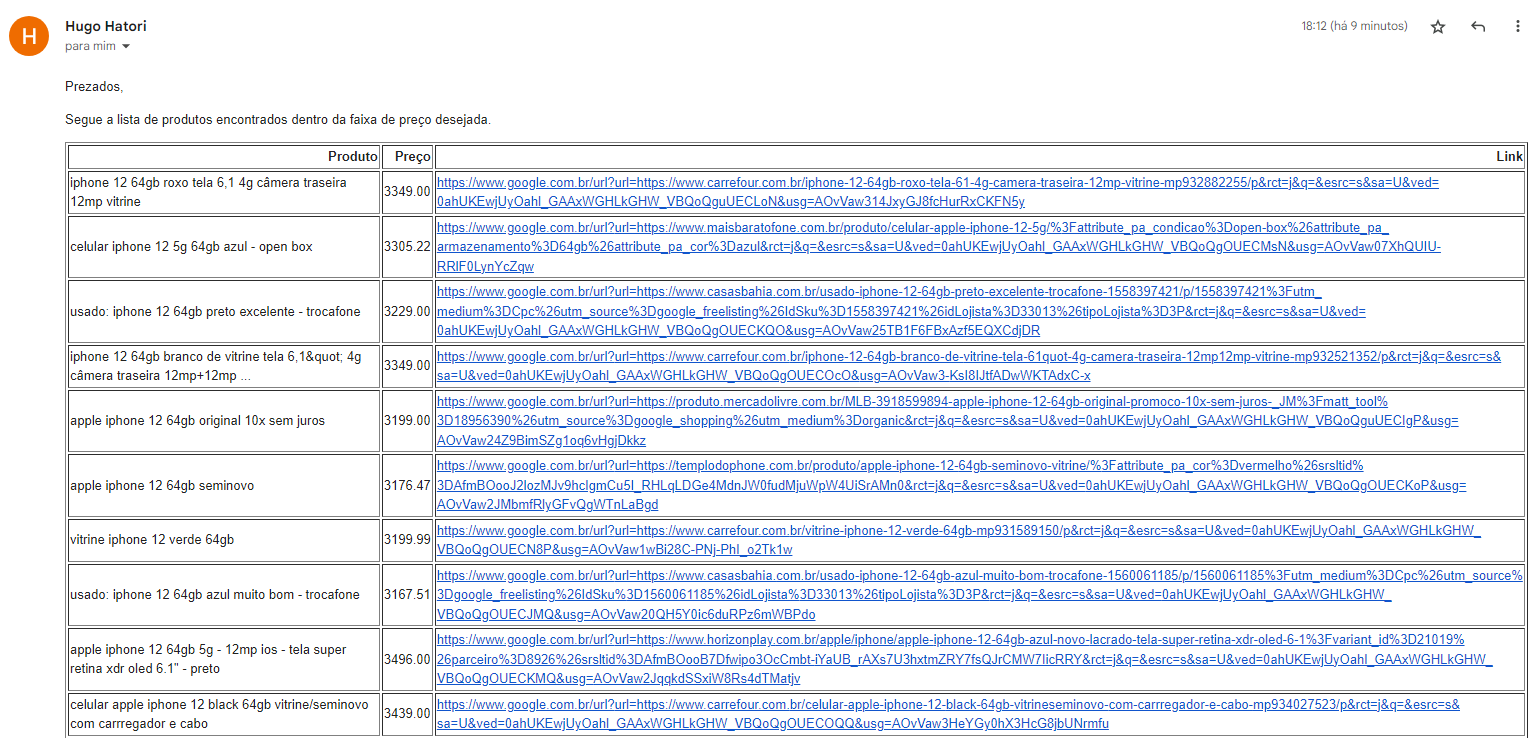 H
Hugo Hatori
18:12 (há 9 minutos)
para mim
Prezados,
Segue a lista de produtos encontrados dentro da faixa de preço desejada.
Produto Preço Link
iphone 12 64gb roxo tela 6,1 4g câmera traseira
12mp vitrine
3349.00
https://www.google.com.br/url?url=https://www.carrefour.com.br/iphone-12-64gb-roxo-tela-61-4g-camera-traseira-12mp-vitrine-mp932882255/p&rct=j&q=&esrc=s&sa=U&ved=
0ahUKEwjUyOahl_GAAxWGHLkGHW_VBQoQguUECLoN&usg=AOvVaw314JxyGJ8fcHurRxCKFN5y
celular iphone 12 5g 64gb azul - open box
3305.22
https://www.google.com.br/url?url=https://www.maisbaratofone.com.br/produto/celular-apple-iphone-12-5g/%3Fattribute_pa_condicao%3Dopen-box%26attribute_pa_
armazenamento%3D64gb%26attribute_pa_cor%3Dazul&rct=j&q=&esrc=s&sa=U&ved=0ahUKEwjUyOahl_GAAxWGHLkGHW_VBQoQgOUECMsN&usg=AOvVaw07XhQUIU-
RRlF0LynYcZqw
usado: iphone 12 64gb preto excelente - trocafone
3229.00
https://www.google.com.br/url?url=https://www.casasbahia.com.br/usado-iphone-12-64gb-preto-excelente-trocafone-1558397421/p/1558397421%3Futm_
medium%3DCpc%26utm_source%3Dgoogle_freelisting%26IdSku%3D1558397421%26idLojista%3D33013%26tipoLojista%3D3P&rct=j&q=&esrc=s&sa=U&ved=
0ahUKEwjUyOahl_GAAxWGHLkGHW_VBQoQgOUECKQO&usg=AOvVaw25TB1F6FBxAzf5EQXCdjDR
iphone 12 64gb branco de vitrine tela 6,1&quot; 4g
câmera traseira 12mp+12mp ...
3349.00
https://www.google.com.br/url?url=https://www.carrefour.com.br/iphone-12-64gb-branco-de-vitrine-tela-61quot-4g-camera-traseira-12mp12mp-vitrine-mp932521352/p&rct=j&q=&esrc=s&
sa=U&ved=0ahUKEwjUyOahl_GAAxWGHLkGHW_VBQoQgOUECOcO&usg=AOvVaw3-KsI8IJtfADwWKTAdxC-x
apple iphone 12 64gb original 10x sem juros
3199.00
https://www.google.com.br/url?url=https://produto.mercadolivre.com.br/MLB-3918599894-apple-iphone-12-64gb-original-promoco-10x-sem-juros-_JM%3Fmatt_tool%
3D18956390%26utm_source%3Dgoogle_shopping%26utm_medium%3Dorganic&rct=j&q=&esrc=s&sa=U&ved=0ahUKEwjUyOahl_GAAxWGHLkGHW_VBQoQguUECIgP&usg=
AOvVaw24Z9BimSZg1oq6vHgjDkkz
apple iphone 12 64gb seminovo
3176.47
https://www.google.com.br/url?url=https://templodophone.com.br/produto/apple-iphone-12-64gb-seminovo-vitrine/%3Fattribute_pa_cor%3Dvermelho%26srsltid%
3DAfmBOooJ2lozMJv9hcIgmCu5I_RHLqLDGe4MdnJW0fudMjuWpW4UiSrAMn0&rct=j&q=&esrc=s&sa=U&ved=0ahUKEwjUyOahl_GAAxWGHLkGHW_VBQoQgOUECKoP&usg=
AOvVaw2JMbmfRlyGFvQgWTnLaBgd
vitrine iphone 12 verde 64gb
3199.99
https://www.google.com.br/url?url=https://www.carrefour.com.br/vitrine-iphone-12-verde-64gb-mp931589150/p&rct=j&q=&esrc=s&sa=U&ved=0ahUKEwjUyOahl_GAAxWGHLkGHW_
VBQoQgOUECN8P&usg=AOvVaw1wBi28C-PNj-PhI_o2Tk1w
usado: iphone 12 64gb azul muito bom - trocafone
3167.51
https://www.google.com.br/url?url=https://www.casasbahia.com.br/usado-iphone-12-64gb-azul-muito-bom-trocafone-1560061185/p/1560061185%3Futm_medium%3DCpc%26utm_source%
3Dgoogle_freelisting%26IdSku%3D1560061185%26idLojista%3D33013%26tipoLojista%3D3P&rct=j&q=&esrc=s&sa=U&ved=0ahUKEwjUyOahl_GAAxWGHLkGHW_
VBQoQgOUECJMQ&usg=AOvVaw20QH5Y0ic6duRPz6mWBPdo
apple iphone 12 64gb 5g - 12mp ios - tela super
retina xdr oled 6.1" - preto
3496.00
https://www.google.com.br/url?url=https://www.horizonplay.com.br/apple/iphone/apple-iphone-12-64gb-azul-novo-lacrado-tela-super-retina-xdr-oled-6-1%3Fvariant_id%3D21019%
26parceiro%3D8926%26srsltid%3DAfmBOooB7Dfwipo3OcCmbt-iYaUB_rAXs7U3hxtmZRY7fsQJrCMW7IicRRY&rct=j&q=&esrc=s&sa=U&ved=0ahUKEwjUyOahl_GAAxWGHLkGHW_
VBQoQgOUECKMQ&usg=AOvVaw2JqqkdSSxiW8Rs4dTMatjv
celular apple iphone 12 black 64gb vitrine/seminovo
com carrregador e cabo
3439.00
https://www.google.com.br/url?url=https://www.carrefour.com.br/celular-apple-iphone-12-black-64gb-vitrineseminovo-com-carrregador-e-cabo-mp934027523/p&rct=j&q=&esrc=s&
sa=U&ved=0ahUKEwjUyOahl_GAAxWGHLkGHW_VBQoQgOUECOQQ&usg=AOvVaw3HeYGy0hX3HcG8jbUNrmfu